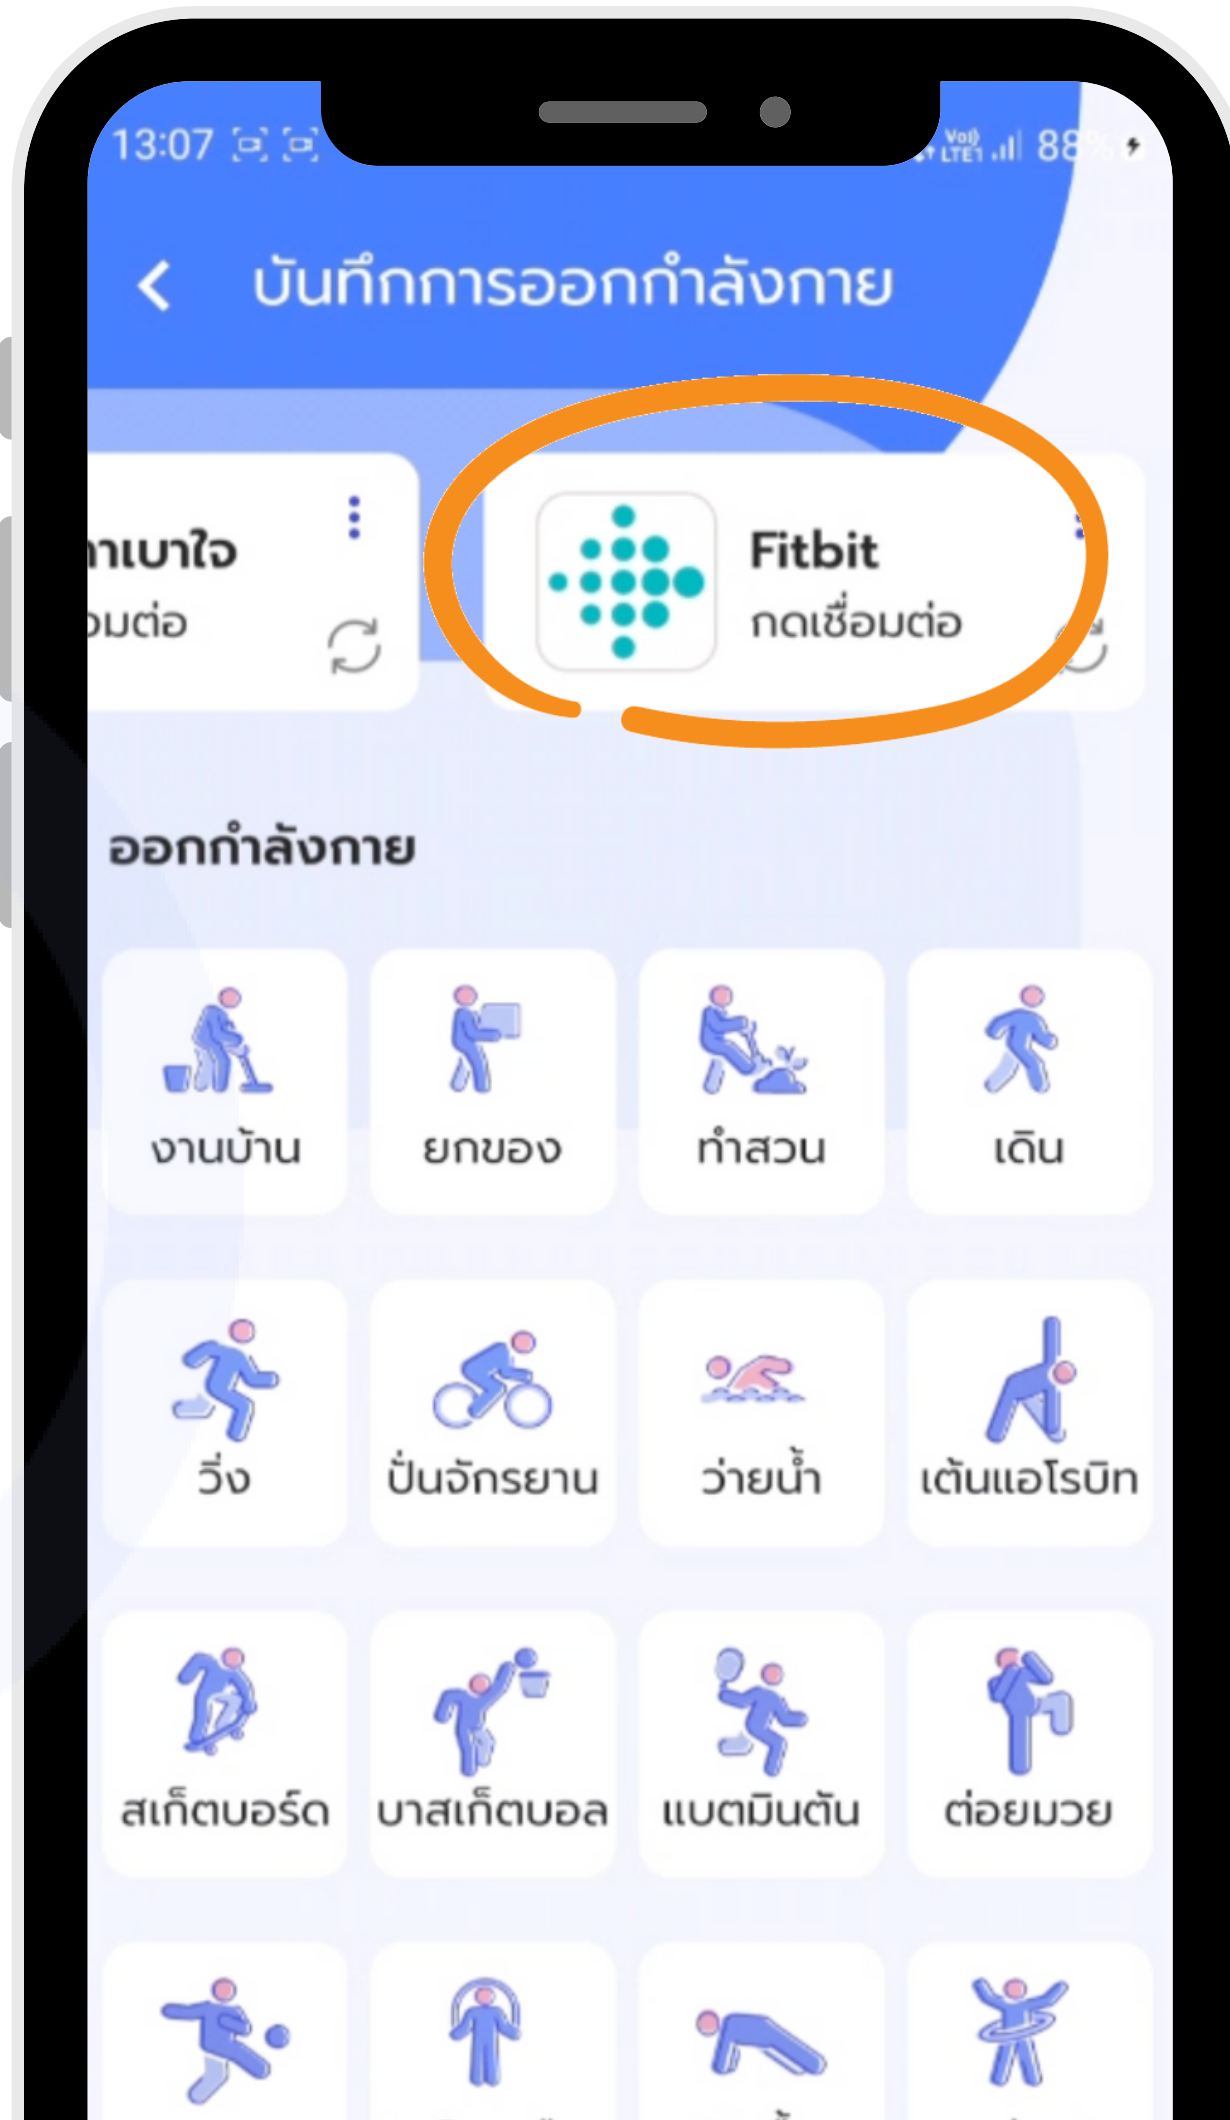 13:07 Vo) LTE1 88%
บันทึกการออกกำลังกาย
Fitbit
กดเชื่อมต่อ
ออกกำลังกาย
งานบ้าน ยกของ ทำสวน เดิน
วิ่ง ปั่นจักรยาน ว่ายน้ำ เต้นแอโรบิก
สเก็ตบอร์ด บาสเก็ตบอล แบตมินตัน ต่อยมวย